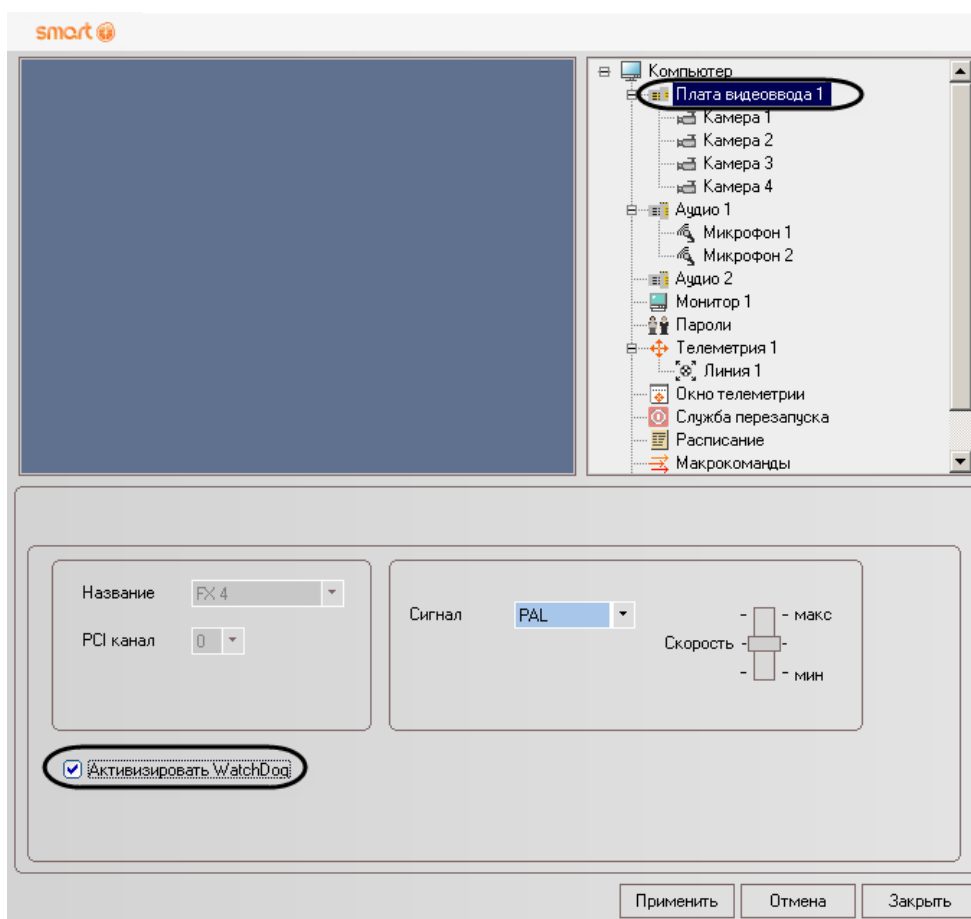 smart
Компьютер
Плата видеоввода 1
Камера 1
Камера 2
Камера 3
Камера 4
Аудио 1
Микрофон 1
Микрофон 2
Аудио 2
Монитор 1
Пароли
Телеметрия 1
Линия 1
Окно телеметрии
Служба перезапуска
Расписание
Макрокоманды
Название FX 4
PCI канал 0
Сигнал PAL
Скорость
- - макс
- -
- - мин
Активизировать WatchDog
Применить Отмена Закрыть